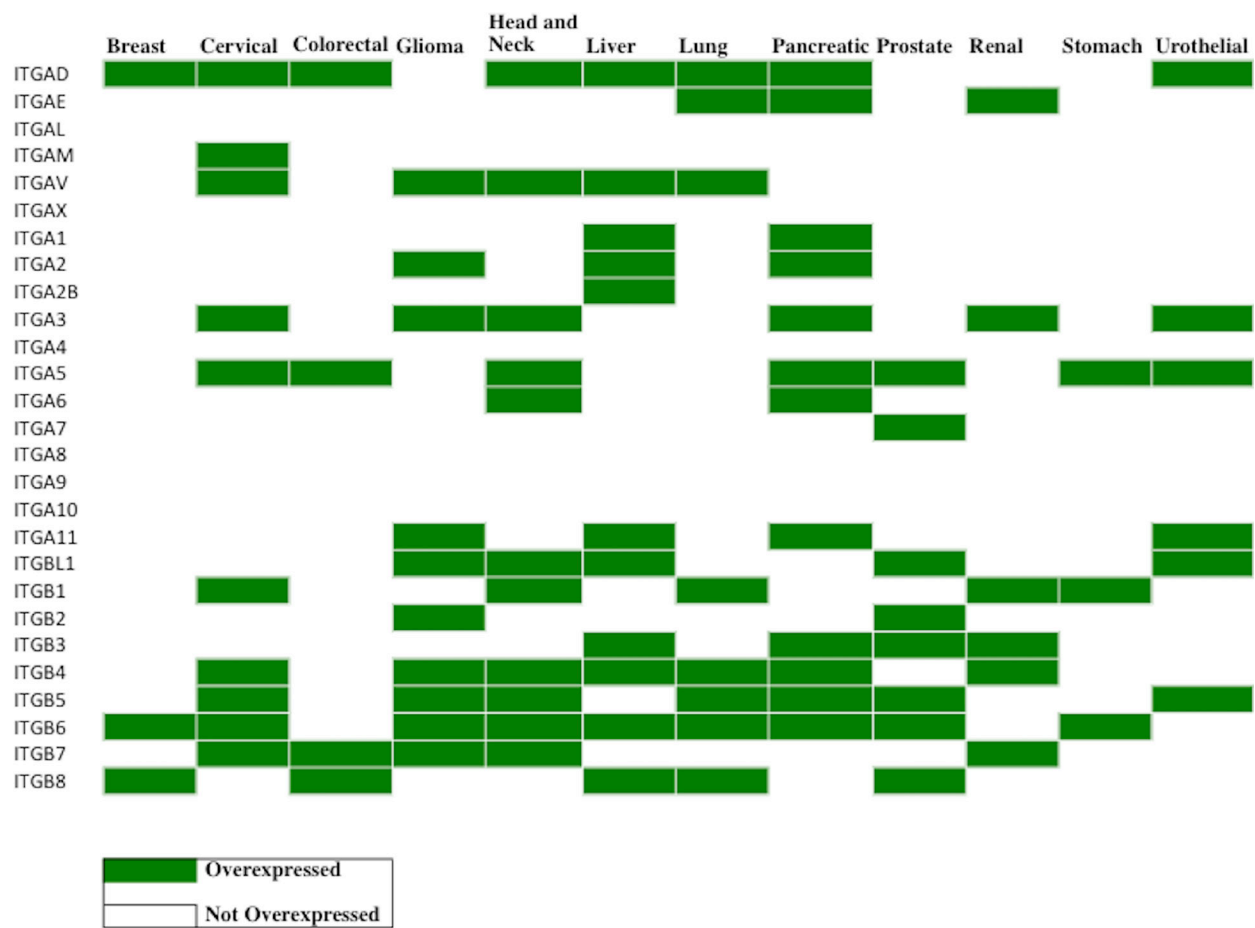 Head and
Breast Cervical Colorectal Glioma Neck Liver Lung Pancreatic Prostate Renal Stomach Urothelial
ITGAD
ITGAE
ITGAL
ITGAM
ITGAV
ITGAX
ITGA1
ITGA2
ITGA2B
ITGA3
ITGA4
ITGA5
ITGA6
ITGA7
ITGA8
ITGA9
ITGA10
ITGA11
ITGBL1
ITGB1
ITGB2
ITGB3
ITGB4
ITGB5
ITGB6
ITGB7
ITGB8
Overexpressed
Not Overexpressed